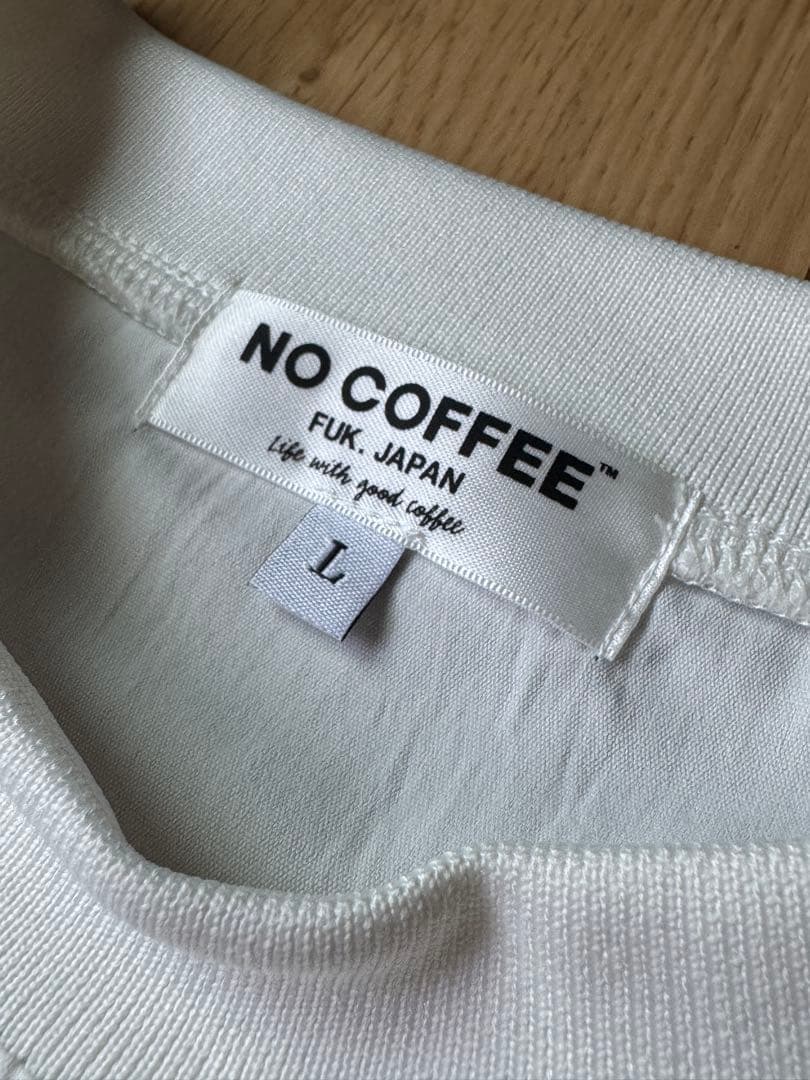 NO COFFEE™
FUK. JAPAN
Life with good coffee
L